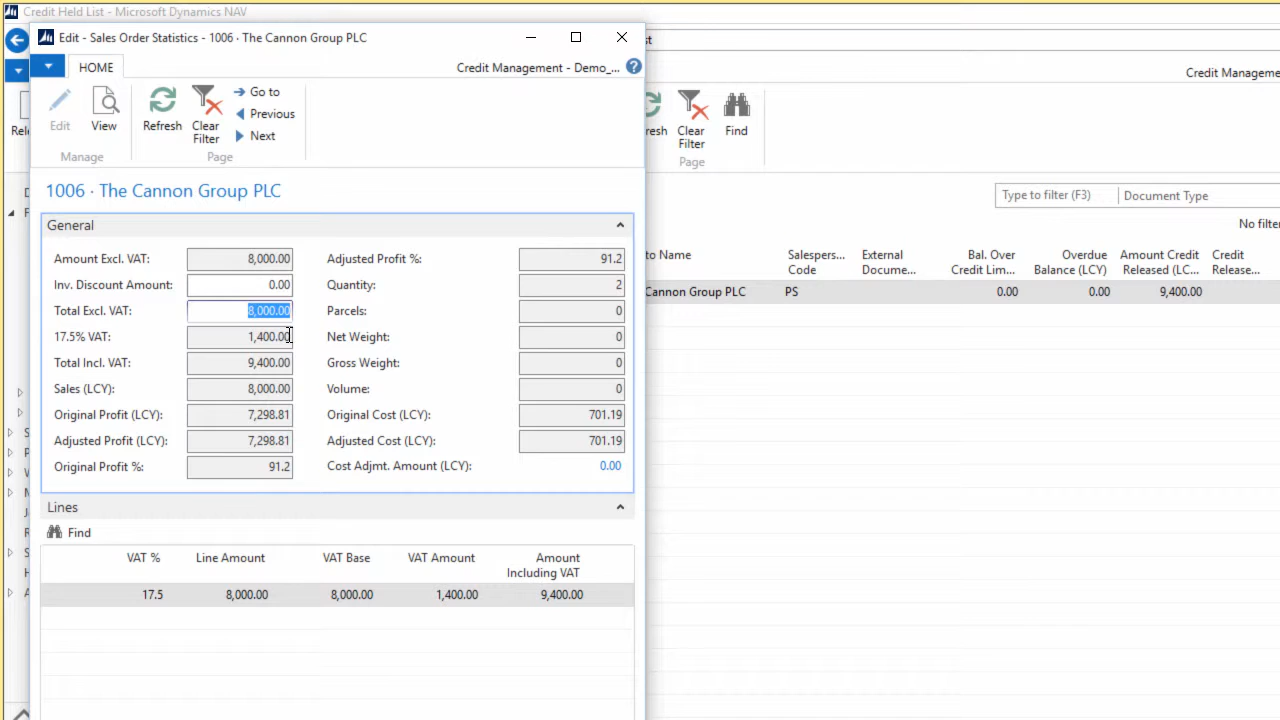 Credit Held List - Microsoft Dynamics NAV
Edit - Sales Order Statistics - 1006 · The Cannon Group PLC
HOME
Credit Management - Demo_...
Edit
View
Refresh
Clear
Filter
Go to
Previous
Next
Manage
Page
1006 · The Cannon Group PLC
General
Amount Excl. VAT: 8,000.00
Inv. Discount Amount: 0.00
Total Excl. VAT: 8,000.00
17.5% VAT: 1,400.00
Total Incl. VAT: 9,400.00
Sales (LCY): 8,000.00
Original Profit (LCY): 7,298.81
Adjusted Profit (LCY): 7,298.81
Original Profit %: 91.2
Adjusted Profit %: 91.2
Quantity: 2
Parcels: 0
Net Weight: 0
Gross Weight: 0
Volume: 0
Original Cost (LCY): 701.19
Adjusted Cost (LCY): 701.19
Cost Adjmt. Amount (LCY): 0.00
Lines
Find
VAT % Line Amount VAT Base VAT Amount Amount
Including VAT
17.5 8,000.00 8,000.00 1,400.00 9,400.00
st
Credit Manageme
resh
Clear
Filter
Find
Page
Type to filter (F3) Document Type
No filter
to Name Salespers... External Bal. Over Overdue Amount Credit Credit
Code Docume... Credit Lim... Balance (LCY) Released (LC... Release...
Cannon Group PLC PS 0.00 0.00 9,400.00
Rel